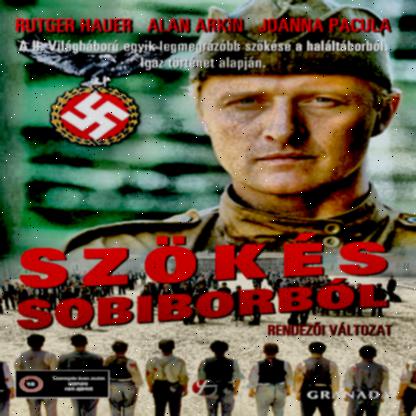 RUTGER HAUER ALAN ARKIN JOANNA PACULA
A II. Világháború egyik legmegrázóbb szökése a haláltáborból.
Igaz történet alapján.
SZÖKÉS
SOBIBORBÓL
RENDEZŐI VÁLTOZAT
GRANADA